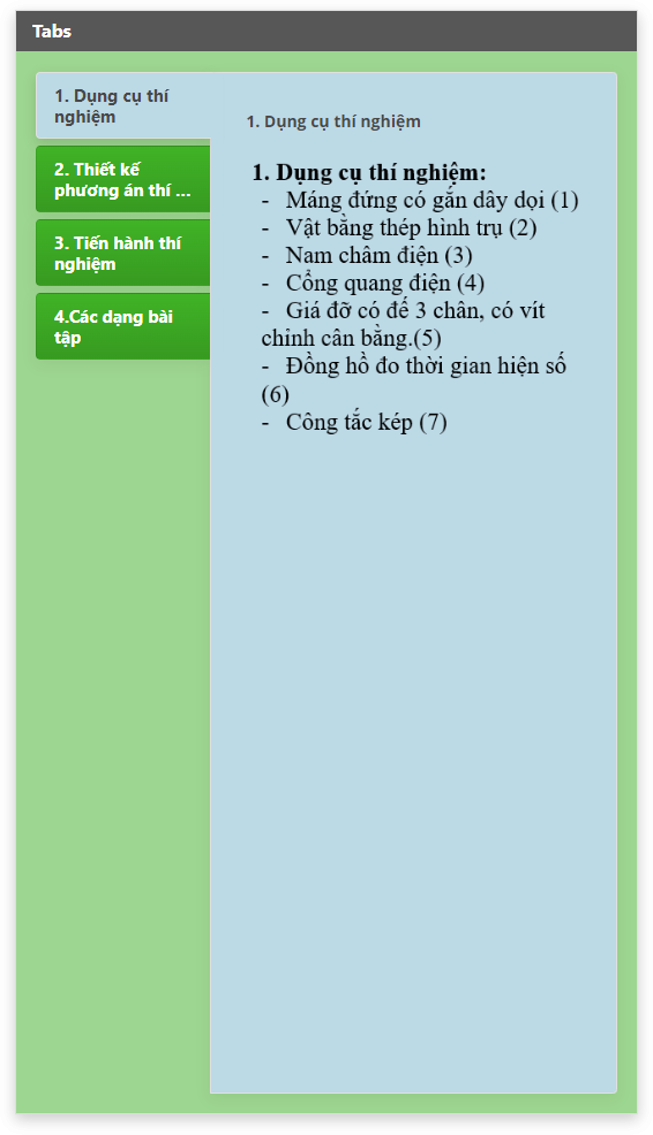 Tabs
1. Dụng cụ thí
nghiệm
2. Thiết kế
phương án thí ...
3. Tiến hành thí
nghiệm
4.Các dạng bài
tập
1. Dụng cụ thí nghiệm
1. Dụng cụ thí nghiệm:
- Máng đứng có gắn dây dọi (1)
- Vật bằng thép hình trụ (2)
- Nam châm điện (3)
- Cổng quang điện (4)
- Giá đỡ có đế 3 chân, có vít
chỉnh cân bằng.(5)
- Đồng hồ đo thời gian hiện số
(6)
- Công tắc kép (7)